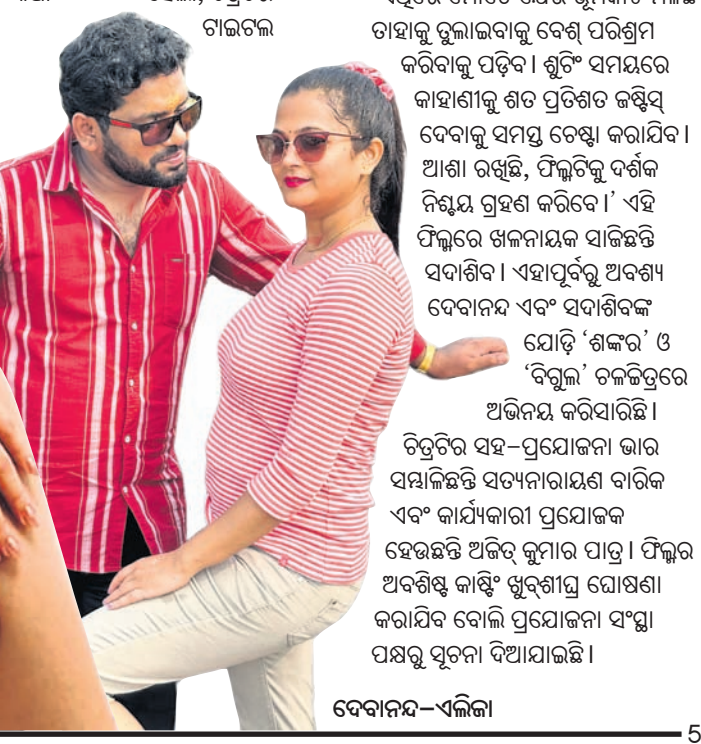 ଟାଇଟଲ
ତାହାକୁ ତୁଲାଇବାକୁ ବେଶ୍ ପରିଶ୍ରମ
କରିବାକୁ ପଡ଼ିବ। ଶୁଟିଂ ସମୟରେ
କାହାଣୀକୁ ଶତ ପ୍ରତିଶତ ଜଷ୍ଟିସ୍
ଦେବାକୁ ସମସ୍ତ ଚେଷ୍ଟା କରାଯିବ।
ଆଶା ରଖିଛି, ଫିଲ୍ମଟିକୁ ଦର୍ଶକ
ନିଶ୍ଚୟ ଗ୍ରହଣ କରିବେ।’ ଏହି
ଫିଲ୍ମରେ ଖଳନାୟକ ସାଜିଛନ୍ତି
ସଦାଶିବ। ଏହାପୂର୍ବରୁ ଅବଶ୍ୟ
ଦେବାନନ୍ଦ ଏବଂ ସଦାଶିବଙ୍କ
ଯୋଡ଼ି ‘ଶଙ୍କର’ ଓ
‘ବିଗୁଲ’ ଚଳଚ୍ଚିତ୍ରରେ
ଅଭିନୟ କରିସାରିଛି।
ଚିତ୍ରଟିର ସହ-ପ୍ରଯୋଜନା ଭାର
ସମ୍ଭାଳିଛନ୍ତି ସତ୍ୟନାରାୟଣ ବାରିକ
ଏବଂ କାର୍ଯ୍ୟକାରୀ ପ୍ରଯୋଜକ
ହେଉଛନ୍ତି ଅଜିତ୍ କୁମାର ପାତ୍ର। ଫିଲ୍ମର
ଅବଶିଷ୍ଟ କାଷ୍ଟିଂ ଖୁବ୍‌ଶୀଘ୍ର ଘୋଷଣା
କରାଯିବ ବୋଲି ପ୍ରଯୋଜନା ସଂସ୍ଥା
ପକ୍ଷରୁ ସୂଚନା ଦିଆଯାଇଛି।
ଦେବାନନ୍ଦ-ଏଲିଜା
5